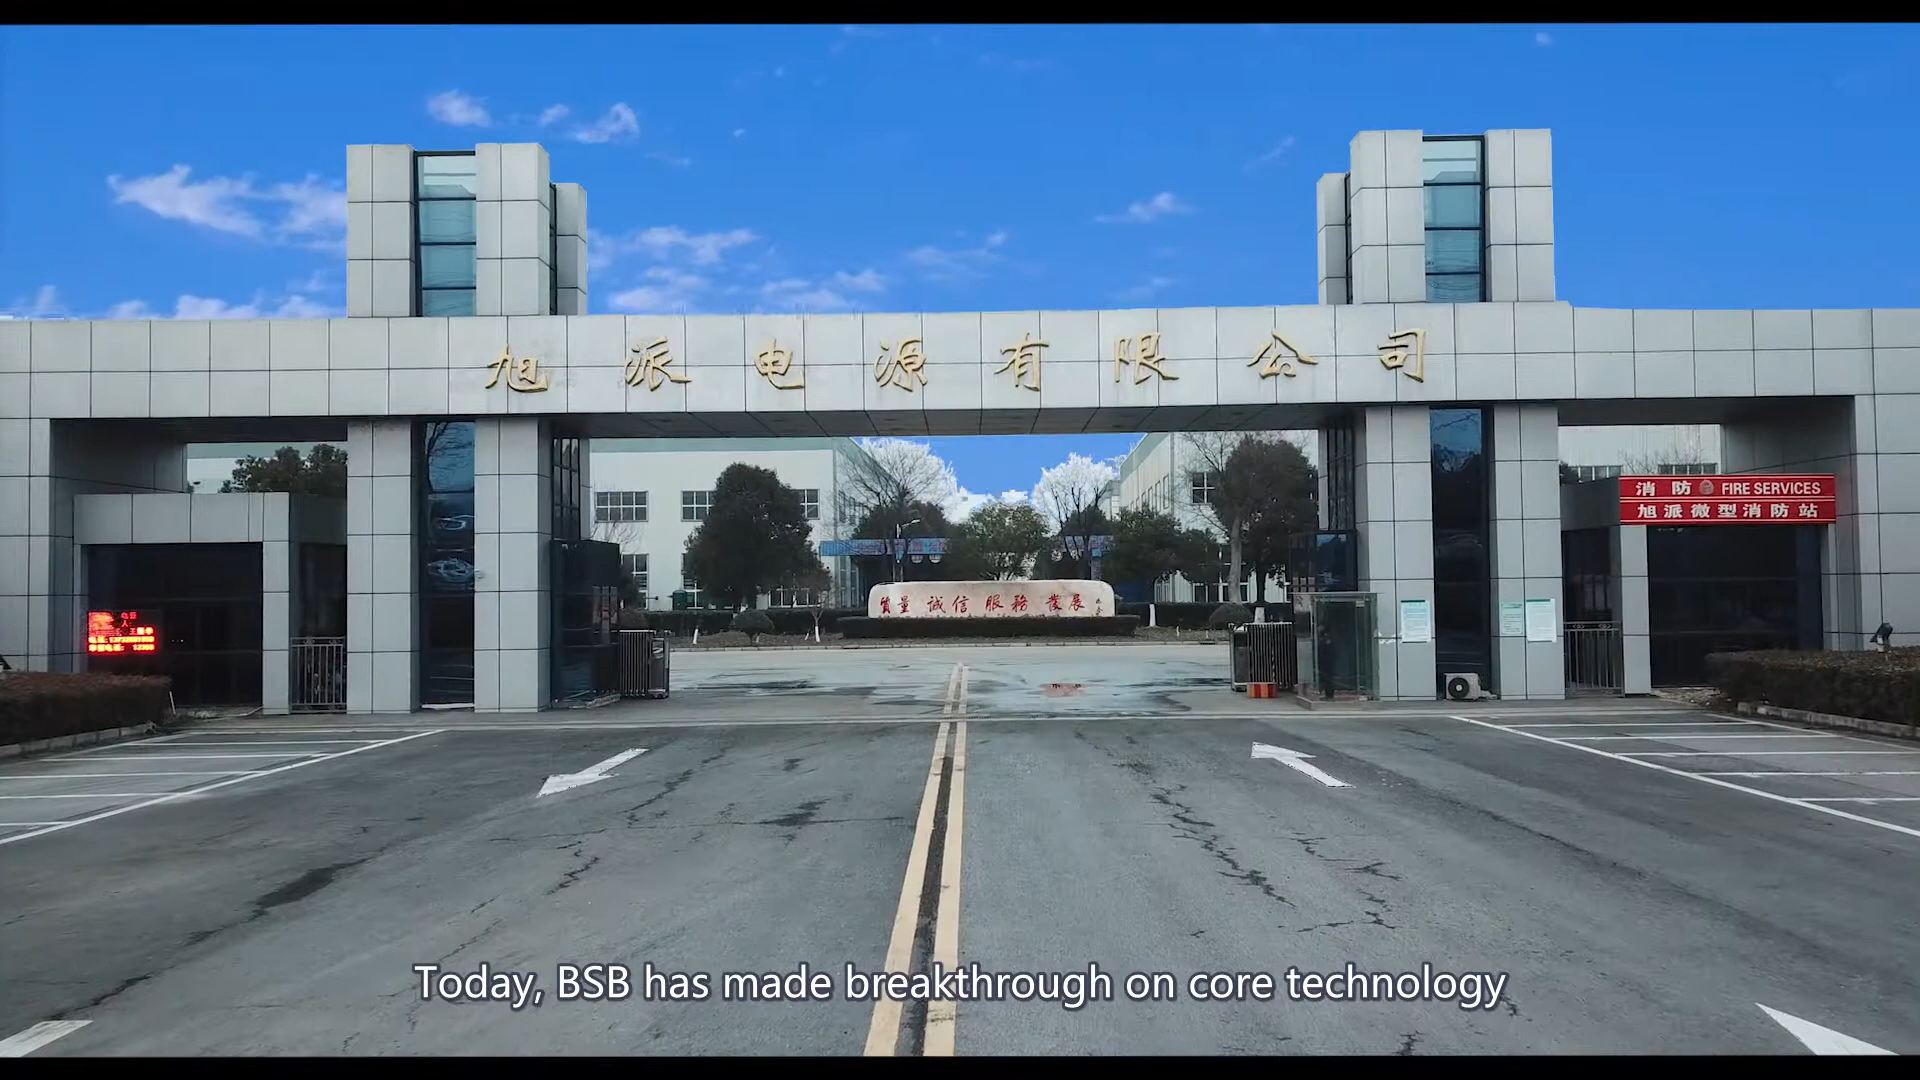 旭派电源有限公司
消防 FIRE SERVICES
旭派微型消防站
質量 誠信 服務 發展
Today, BSB has made breakthrough on core technology